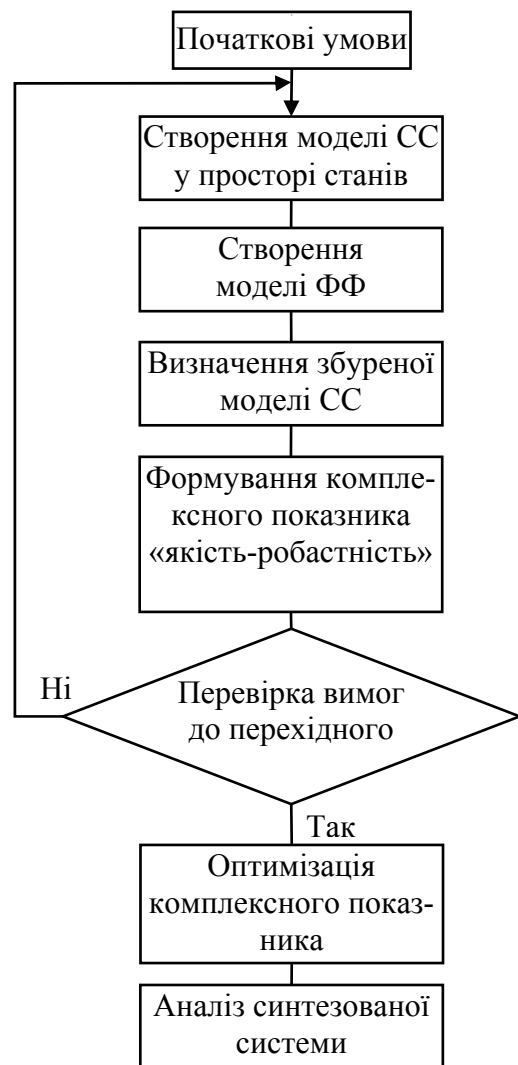 Початкові умови
Створення моделі СС
у просторі станів
Створення
моделі ФФ
Визначення збуреної
моделі СС
Формування компле-
ксного показника
«якість-робастність»
Ні
Перевірка вимог
до перехідного
Так
Оптимізація
комплексного показ-
ника
Аналіз синтезованої
системи